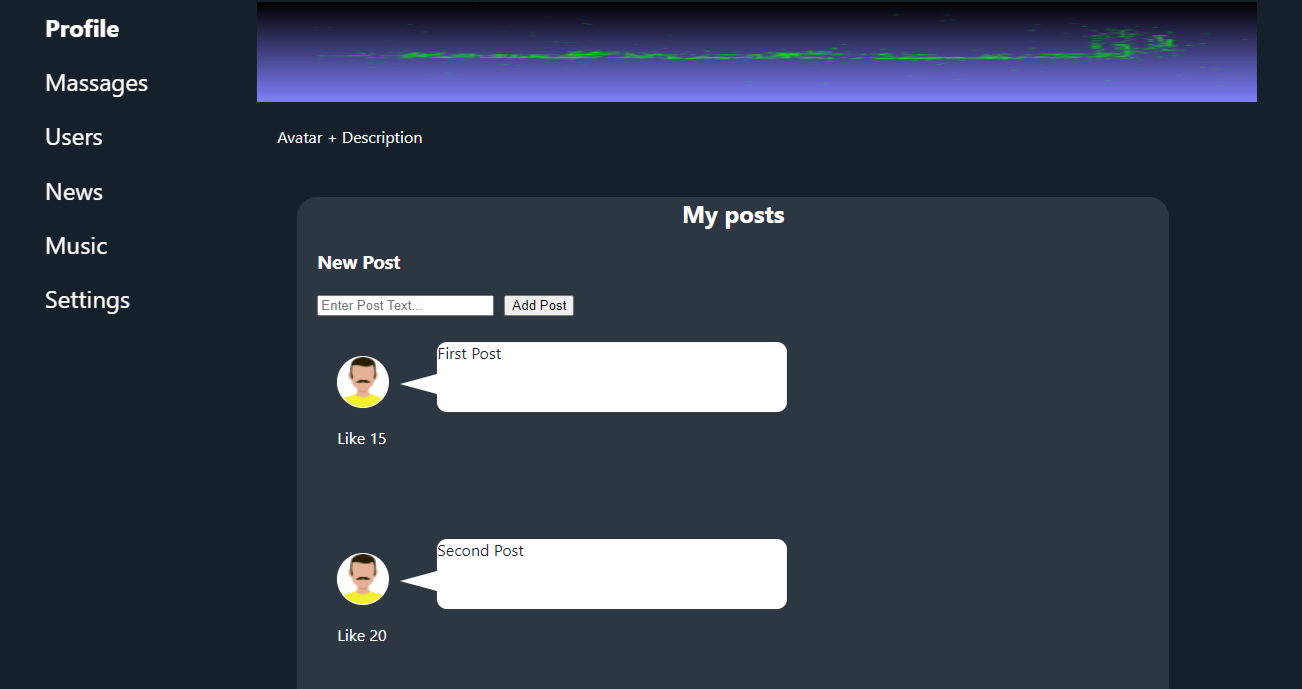 Profile
Massages
Users
News
Music
Settings
Avatar + Description
My posts
New Post
Enter Post Text...
Add Post
First Post
Like 15
Second Post
Like 20